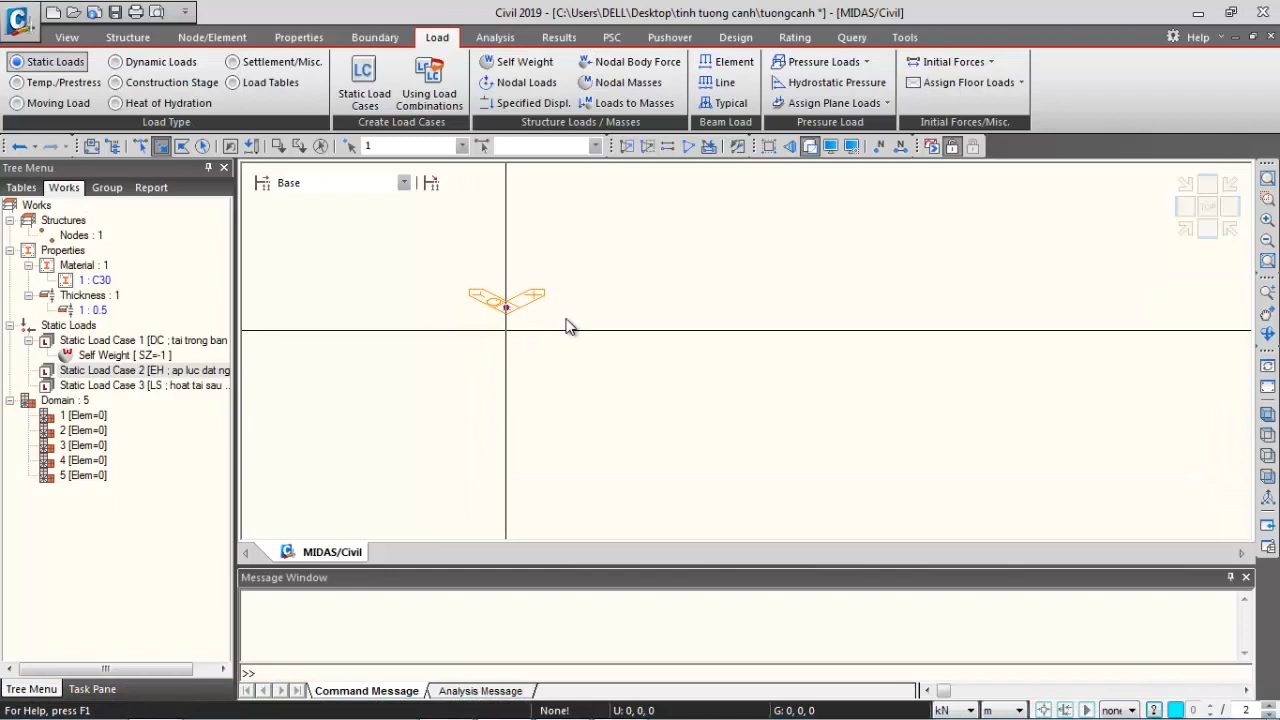 Civil 2019 - [C:\Users\DELL\Desktop\tinh tuong canh\tuongcanh *] - [MIDAS/Civil]
View Structure Node/Element Properties Boundary Load Analysis Results PSC Pushover Design Rating Query Tools Help
Static Loads Dynamic Loads Settlement/Misc.
Temp./Prestress Construction Stage Load Tables
Moving Load Heat of Hydration
Load Type
Static Load Cases
Using Load Combinations
Create Load Cases
Self Weight Nodal Body Force
Nodal Loads Nodal Masses
Specified Displ. Loads to Masses
Structure Loads / Masses
Element
Line
Typical
Beam Load
Pressure Loads
Hydrostatic Pressure
Assign Plane Loads
Pressure Load
Initial Forces
Assign Floor Loads
Initial Forces/Misc.
1
Tree Menu
Tables Works Group Report
Works
Structures
Nodes : 1
Properties
Material : 1
1 : C30
Thickness : 1
1 : 0.5
Static Loads
Static Load Case 1 [DC ; tai trong ban
Self Weight [ SZ=-1 ]
Static Load Case 2 [EH ; ap luc dat ng
Static Load Case 3 [LS ; hoat tai sau ..
Domain : 5
1 [Elem=0]
2 [Elem=0]
3 [Elem=0]
4 [Elem=0]
5 [Elem=0]
Base
TOP
MIDAS/Civil
Message Window
>>
Command Message Analysis Message
Tree Menu Task Pane
For Help, press F1 None! U: 0, 0, 0 G: 0, 0, 0 kN m none 0 / 2